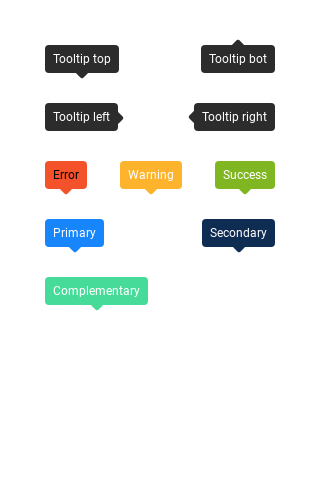 Tooltip top
Tooltip bot
Tooltip left
Tooltip right
Error
Warning
Success
Primary
Secondary
Complementary